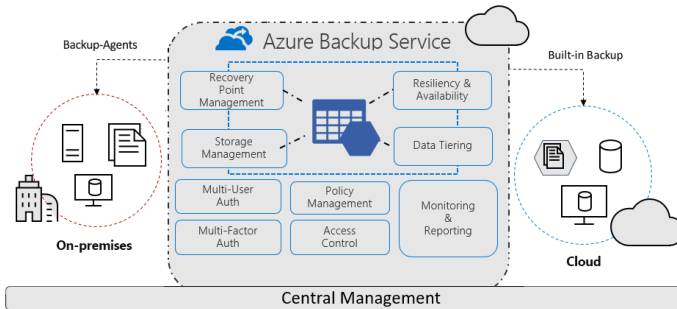 Azure Backup Service
Backup-Agents
Built-in Backup
Recovery
Point
Management
Resiliency &
Availability
Storage
Management
Data Tiering
Multi-User
Auth
Policy
Management
Monitoring
&
Reporting
Multi-Factor
Auth
Access
Control
On-premises
Cloud
Central Management